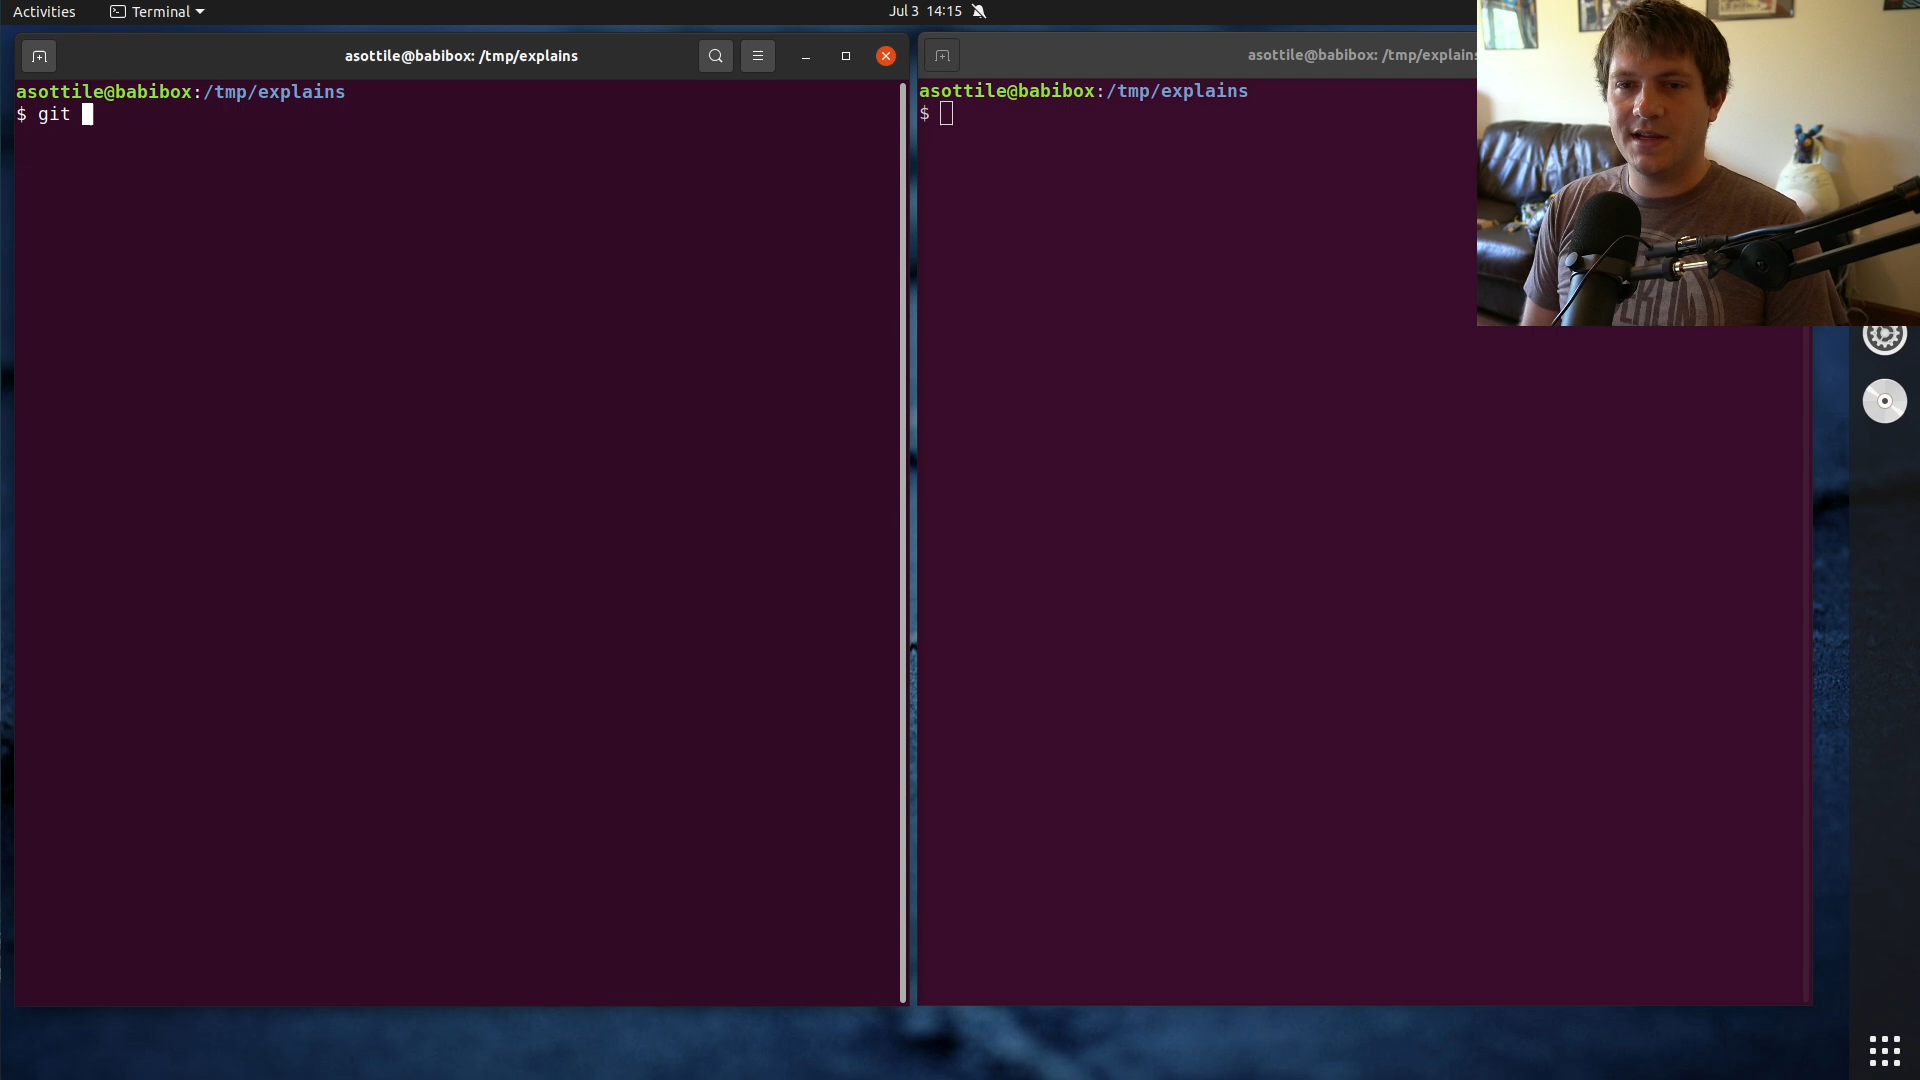 Activities
Terminal
Jul 3 14:15
asottile@babibox: /tmp/explains
asottile@babibox:/tmp/explains
$ git
asottile@babibox: /tmp/explains
asottile@babibox:/tmp/explains
$